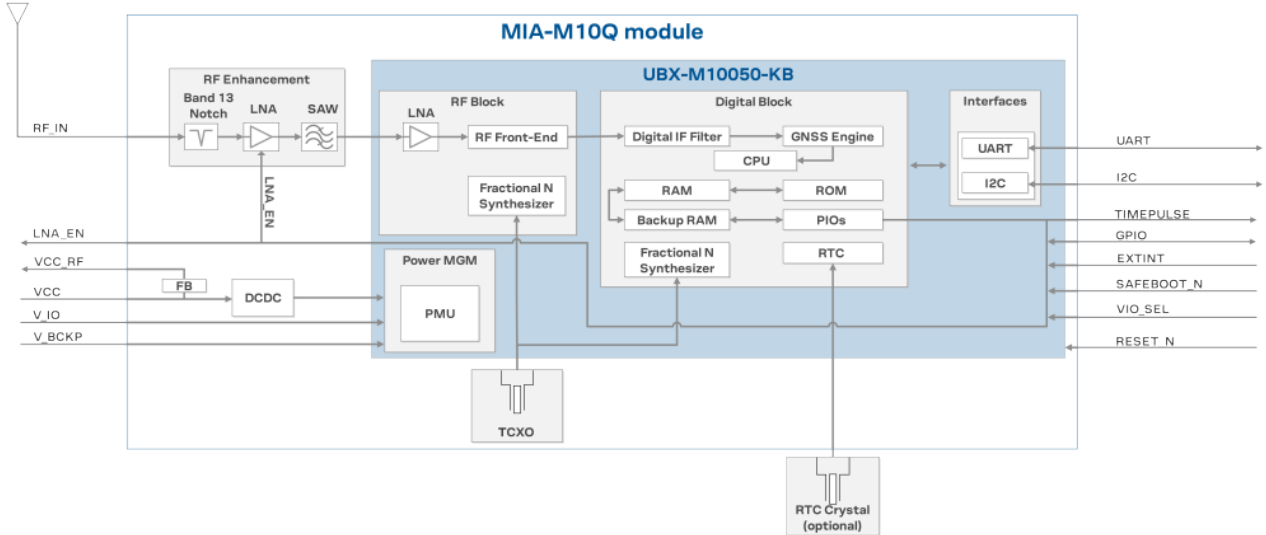 MIA-M10Q module
UBX-M10050-KB
RF Enhancement
Band 13
Notch
LNA
SAW
RF_IN
LNA_EN
RF Block
LNA
RF Front-End
Fractional N
Synthesizer
Digital Block
Digital IF Filter
GNSS Engine
CPU
RAM
ROM
Backup RAM
PIOs
Fractional N
Synthesizer
RTC
Interfaces
UART
I2C
UART
I2C
TIMEPULSE
GPIO
EXTINT
SAFEBOOT_N
VIO_SEL
RESET_N
LNA_EN
VCC_RF
FB
VCC
DCDC
V_IO
V_BCKP
Power MGM
PMU
TCXO
RTC Crystal
(optional)